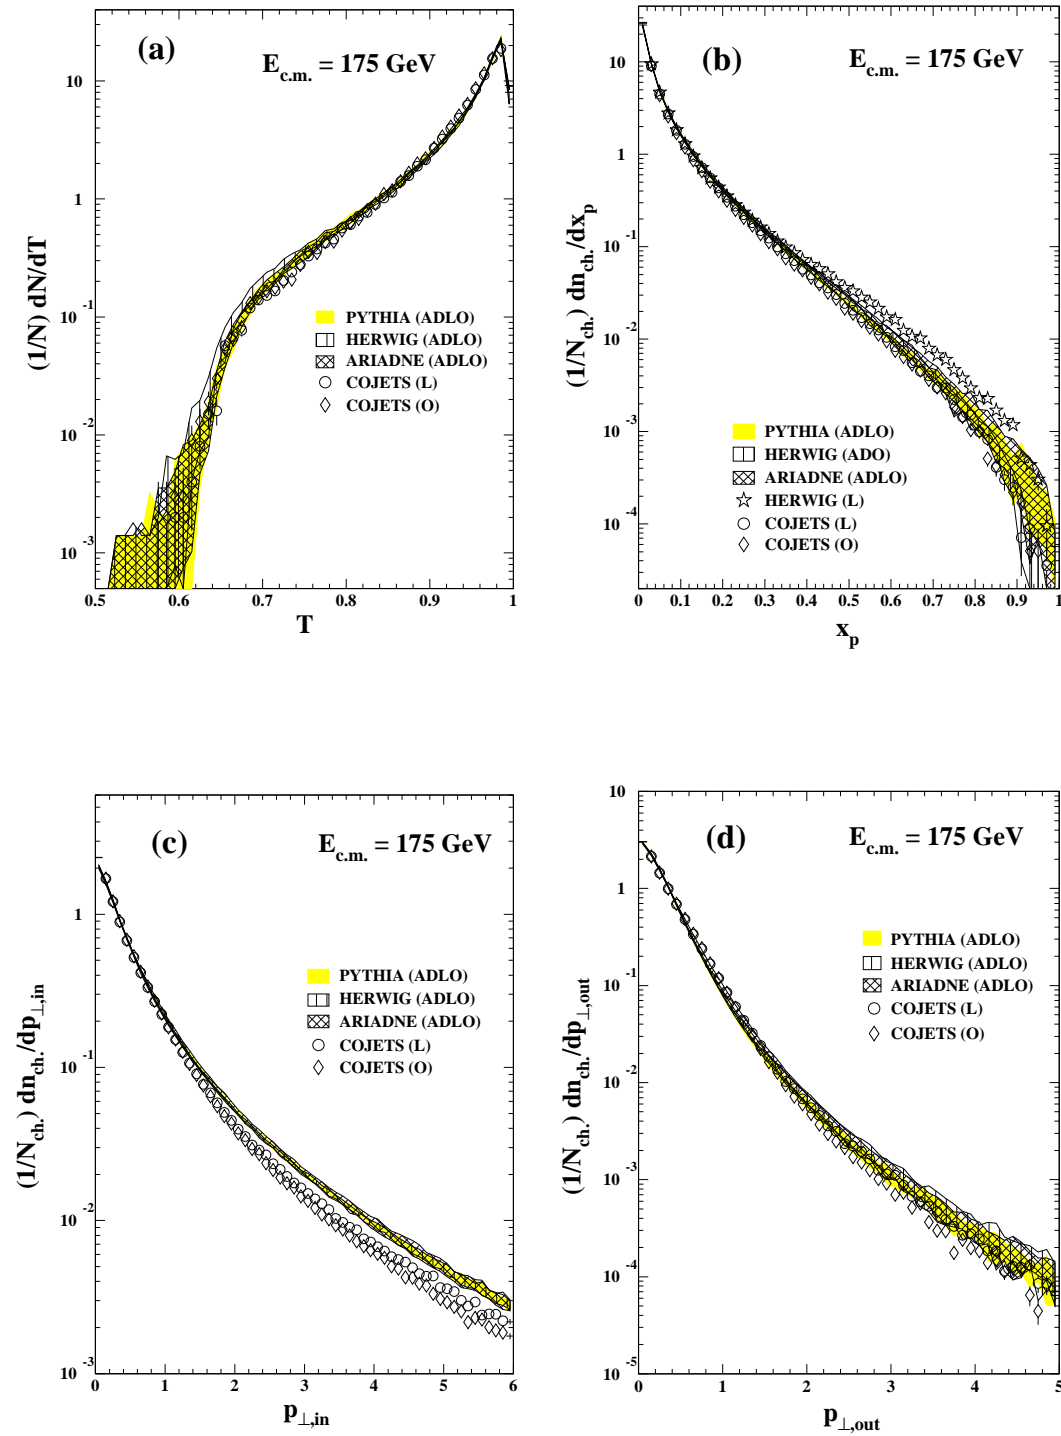 (a)
E_c.m. = 175 GeV
10
1
10^-1
10^-2
10^-3
(1/N) dN/dT
PYTHIA (ADLO)
HERWIG (ADLO)
ARIADNE (ADLO)
COJETS (L)
COJETS (O)
0.5 0.6 0.7 0.8 0.9 1
T
(b)
E_c.m. = 175 GeV
10
1
10^-1
10^-2
10^-3
10^-4
(1/N_ch.) dn_ch./dx_p
PYTHIA (ADLO)
HERWIG (ADO)
ARIADNE (ADLO)
HERWIG (L)
COJETS (L)
COJETS (O)
0 0.1 0.2 0.3 0.4 0.5 0.6 0.7 0.8 0.9 1
x_p
(c)
E_c.m. = 175 GeV
1
10^-1
10^-2
10^-3
(1/N_ch.) dn_ch./dp_⊥,in
PYTHIA (ADLO)
HERWIG (ADLO)
ARIADNE (ADLO)
COJETS (L)
COJETS (O)
0 1 2 3 4 5 6
p_⊥,in
(d)
E_c.m. = 175 GeV
10
1
10^-1
10^-2
10^-3
10^-4
10^-5
(1/N_ch.) dn_ch./dp_⊥,out
PYTHIA (ADLO)
HERWIG (ADLO)
ARIADNE (ADLO)
COJETS (L)
COJETS (O)
0 1 2 3 4 5
p_⊥,out